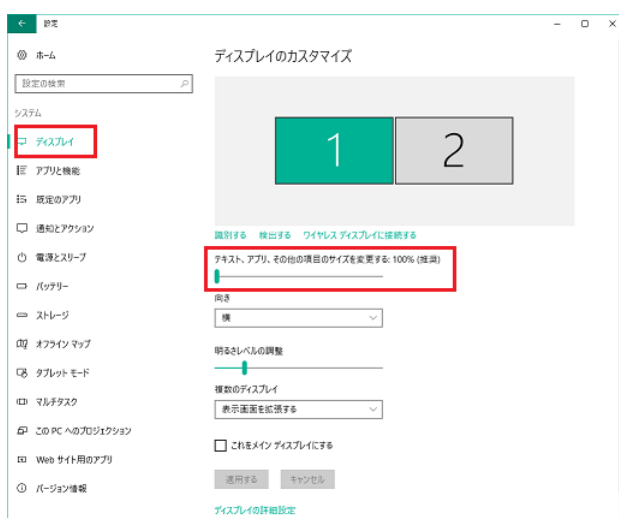 設定
ホーム
設定の検索
システム
ディスプレイ
アプリと機能
既定のアプリ
通知とアクション
電源とスリープ
バッテリー
ストレージ
オフライン マップ
タブレット モード
マルチタスク
この PC へのプロジェクション
Web サイト用のアプリ
バージョン情報
ディスプレイのカスタマイズ
1 2
識別する 検出する ワイヤレス ディスプレイに接続する
テキスト、アプリ、その他の項目のサイズを変更する: 100% (推奨)
向き
横
明るさレベルの調整
複数のディスプレイ
表示画面を拡張する
これをメイン ディスプレイにする
適用する キャンセル
ディスプレイの詳細設定